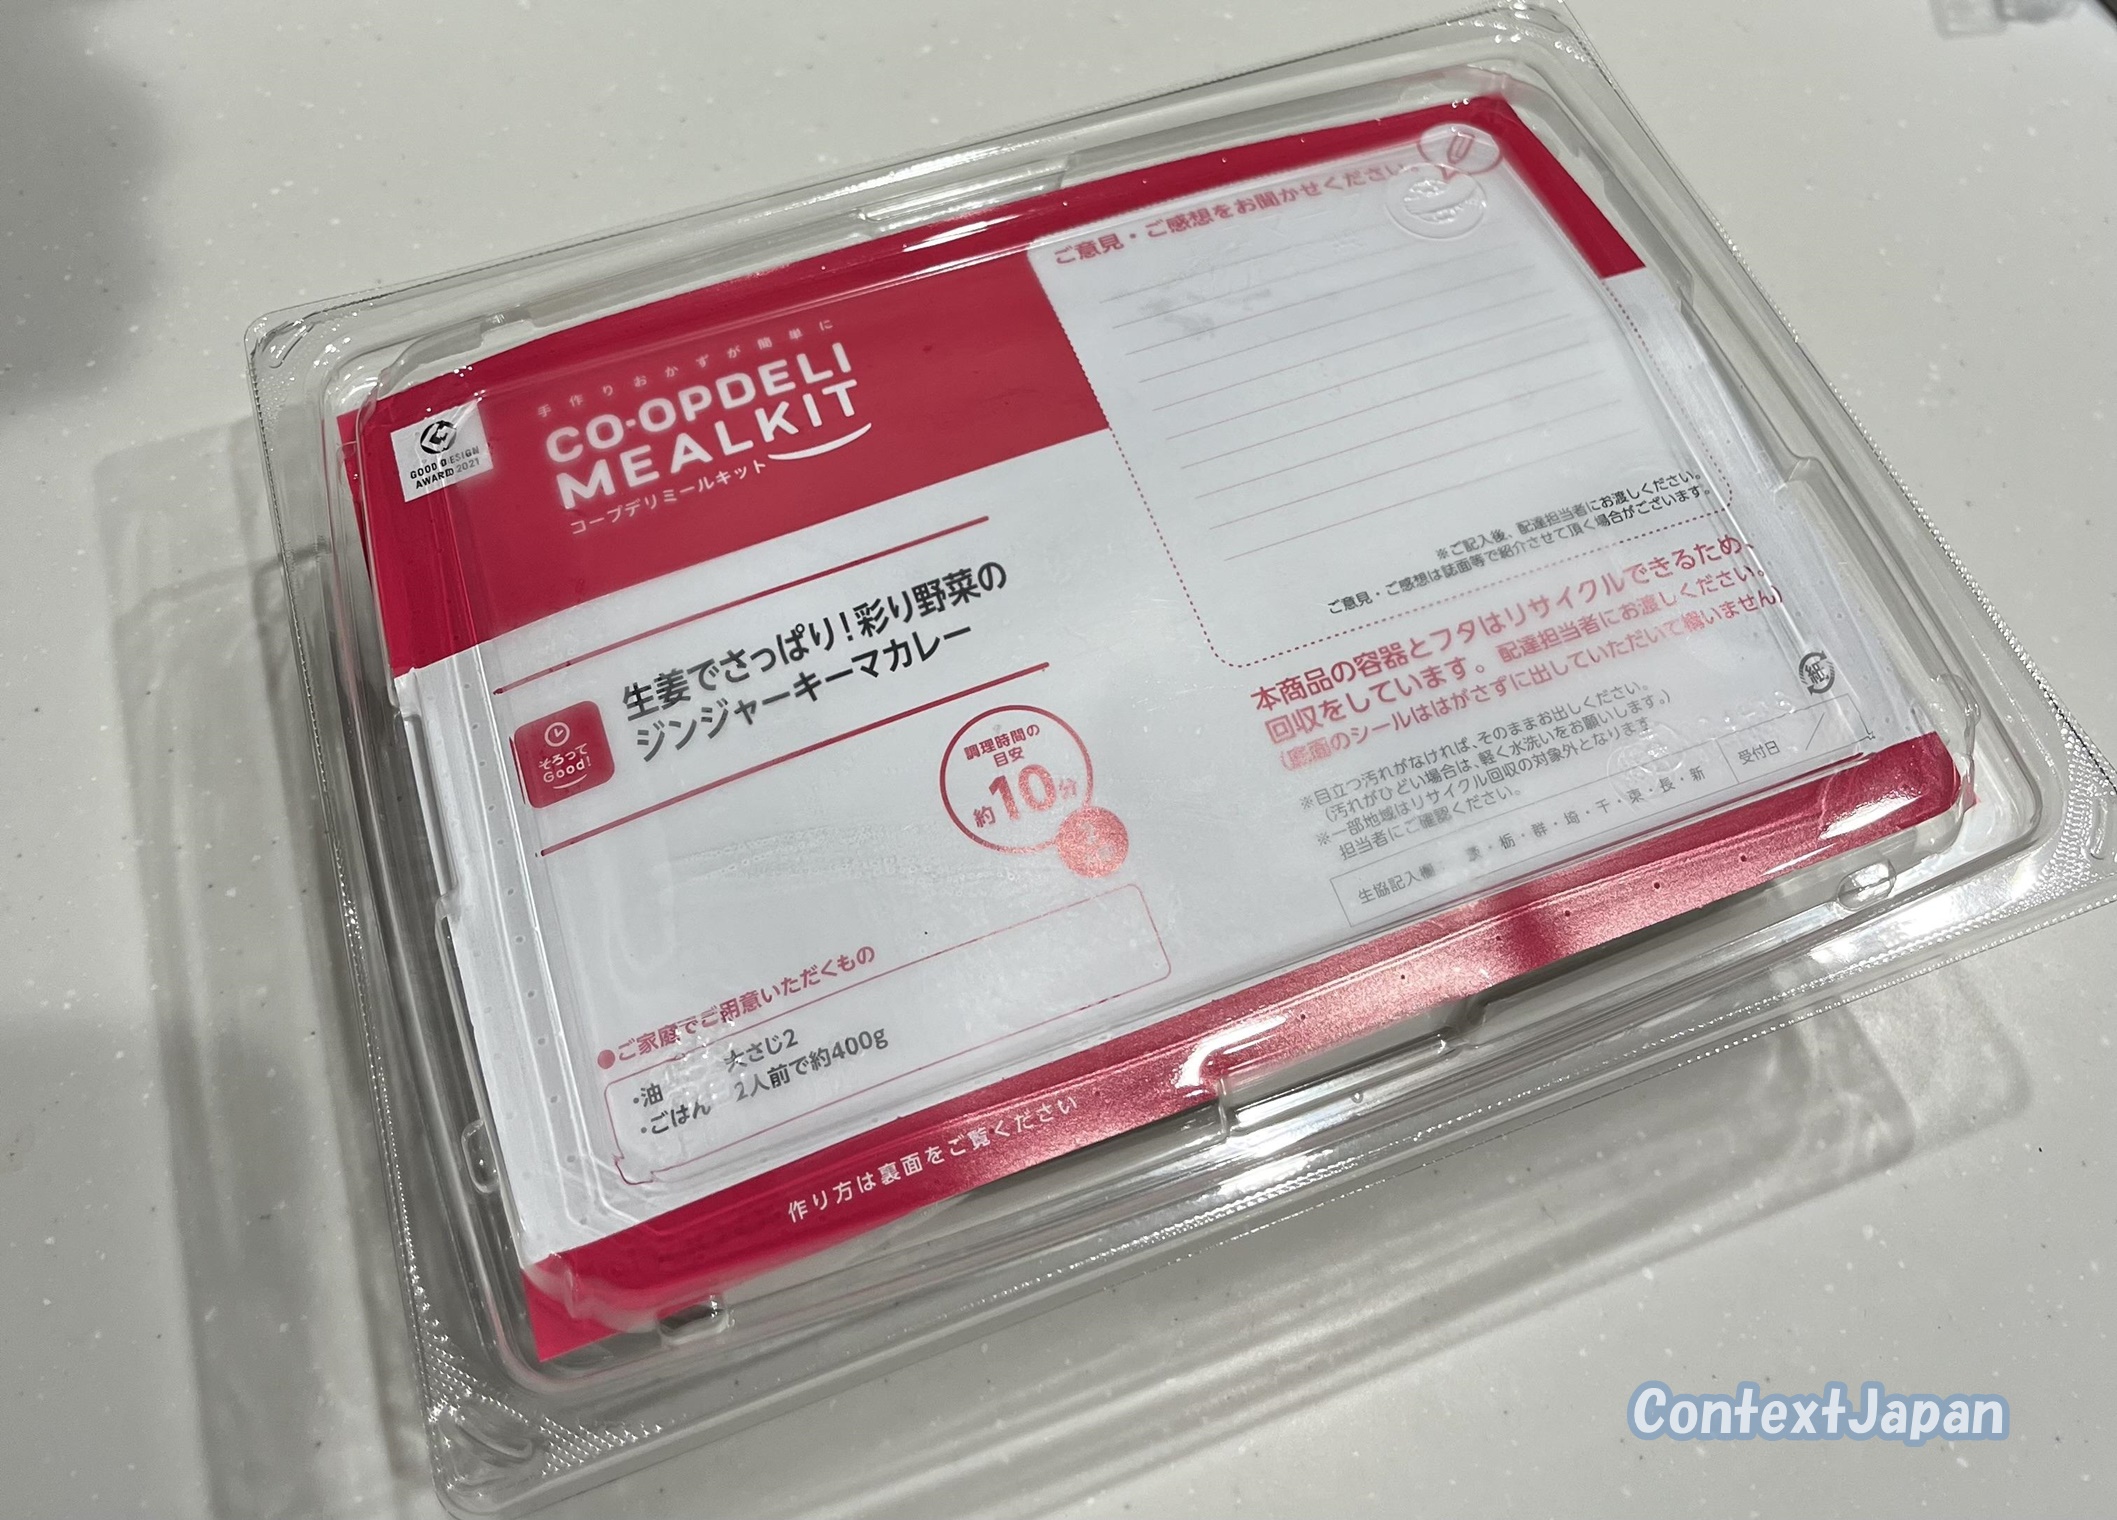 手作りおかずが簡単に
CO·OPDELI
MEALKIT
コープデリミールキット
GOOD DESIGN
AWARD 2021
生姜でさっぱり！彩り野菜の
ジンジャーキーマカレー
そろって
Good!
調理時間の
目安
約10分
●ご家庭でご用意いただくもの
・油 大さじ2
・ごはん 2人前で約400g
作り方は裏面をご覧ください
ご意見・ご感想をお聞かせください。
※ご記入後、配達担当者にお渡しください。
ご意見・ご感想は誌面等で紹介させて頂く場合がございます。
本商品の容器とフタはリサイクルできるため、
回収をしています。配達担当者にお渡しください。
(底面のシールははがさずに出していただいて構いません)
※目立つ汚れがなければ、そのままお出しください。
(汚れがひどい場合は、軽く水洗いをお願いします。)
※一部地域はリサイクル回収の対象外となります。
担当者にご確認ください。
紙
生協記入欄 茨・栃・群・埼・千・東・長・新 受付日 ／
ContextJapan